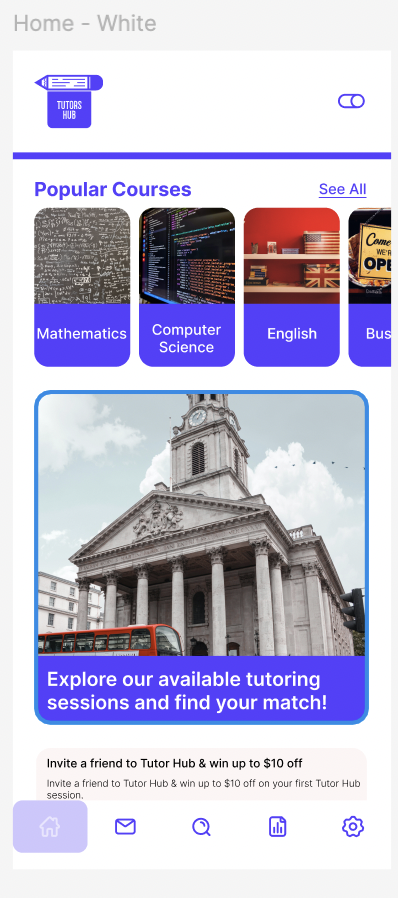 Home - White
TUTORS
HUB
Popular Courses
See All
Come
WE'RE
OPE
Mathematics
Computer
Science
English
Bus
Explore our available tutoring
sessions and find your match!
Invite a friend to Tutor Hub & win up to $10 off
Invite a friend to Tutor Hub & win up to $10 off on your first Tutor Hub
session.